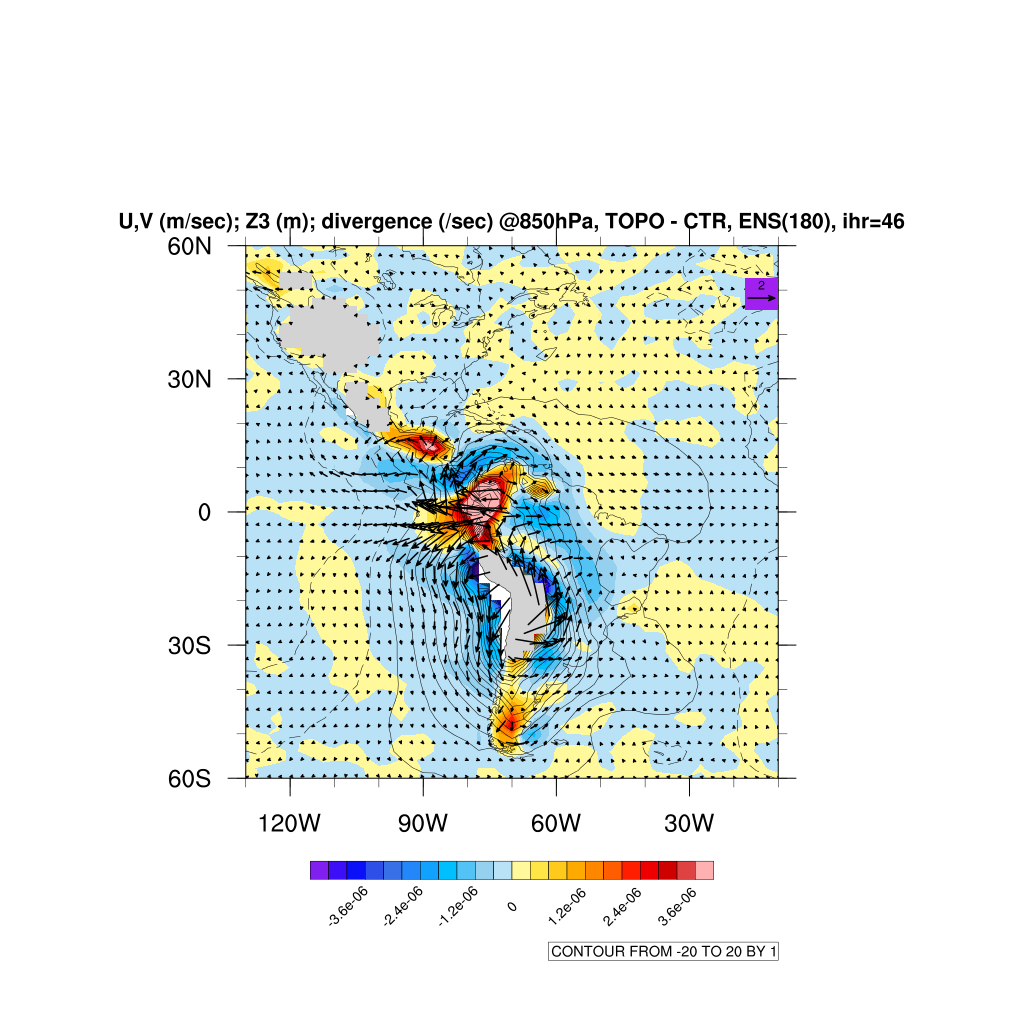 U,V (m/sec); Z3 (m); divergence (/sec) @850hPa, TOPO - CTR, ENS(180), ihr=46
60N
2
30N
0
30S
60S
120W 90W 60W 30W
-3.6e-06 -2.4e-06 -1.2e-06 0 1.2e-06 2.4e-06 3.6e-06
CONTOUR FROM -20 TO 20 BY 1